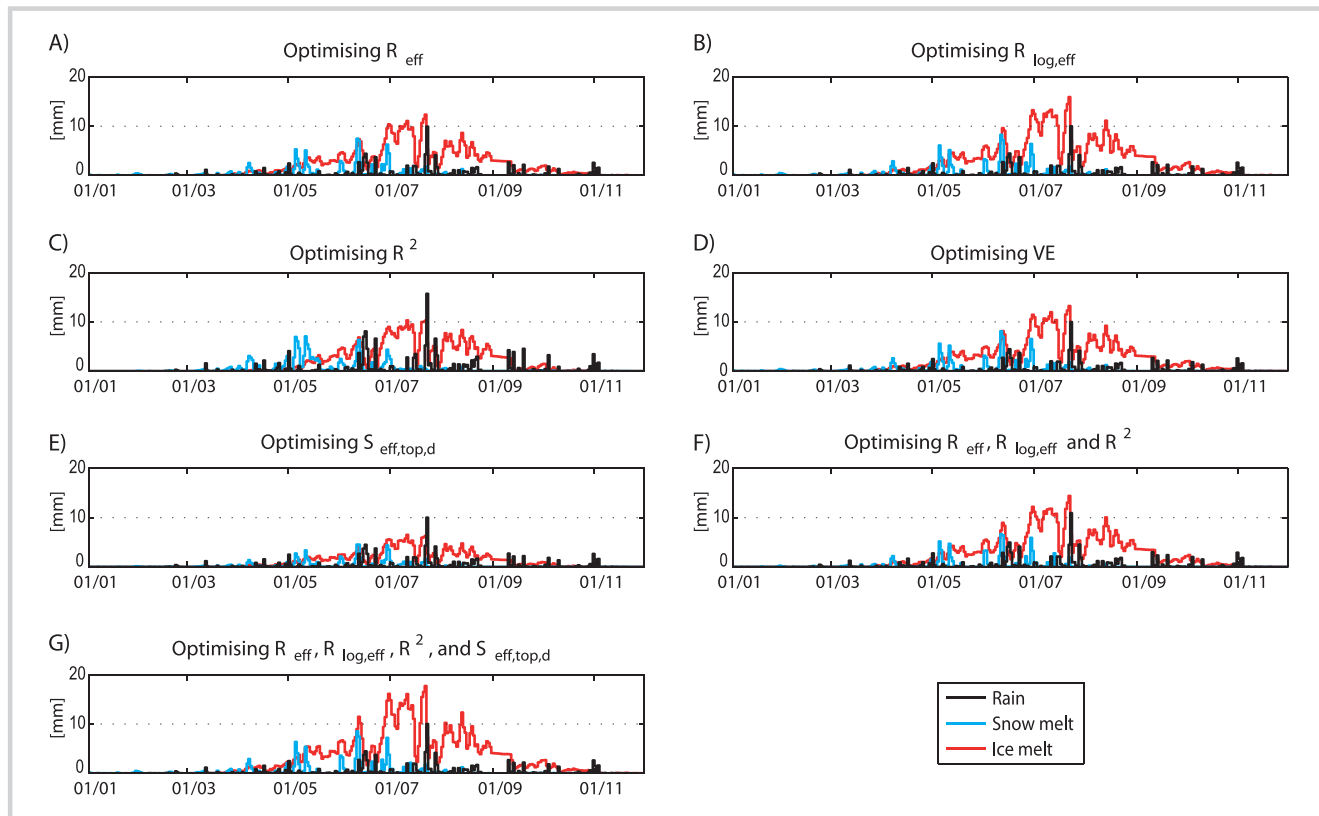 A)
Optimising R eff
20
10
0
[mm]
01/01 01/03 01/05 01/07 01/09 01/11
B)
Optimising R log,eff
20
10
0
[mm]
01/01 01/03 01/05 01/07 01/09 01/11
C)
Optimising R 2
20
10
0
[mm]
01/01 01/03 01/05 01/07 01/09 01/11
D)
Optimising VE
20
10
0
[mm]
01/01 01/03 01/05 01/07 01/09 01/11
E)
Optimising S eff,top,d
20
10
0
[mm]
01/01 01/03 01/05 01/07 01/09 01/11
F)
Optimising R eff, R log,eff and R 2
20
10
0
[mm]
01/01 01/03 01/05 01/07 01/09 01/11
G)
Optimising R eff, R log,eff, R 2, and S eff,top,d
20
10
0
[mm]
01/01 01/03 01/05 01/07 01/09 01/11
Rain
Snow melt
Ice melt